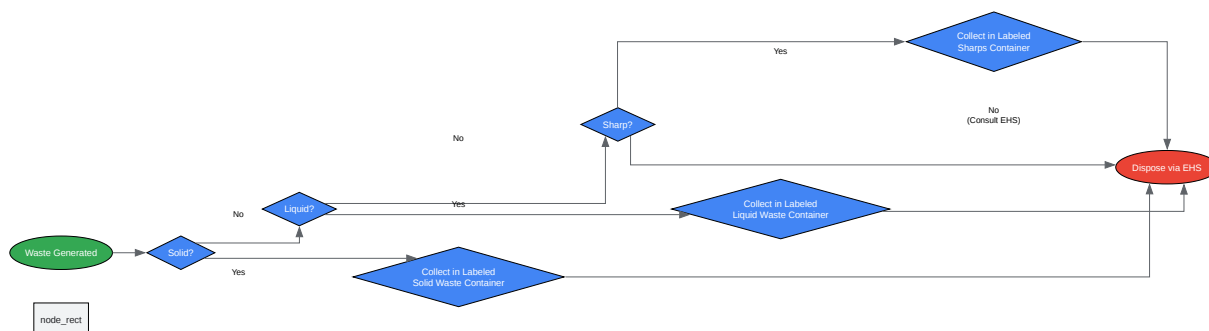 Collect in Labeled
Sharps Container
Yes
No
(Consult EHS)
Sharp?
No
Dispose via EHS
Yes
Collect in Labeled
Liquid Waste Container
Liquid?
No
Waste Generated
Solid?
Yes
Collect in Labeled
Solid Waste Container
node_rect